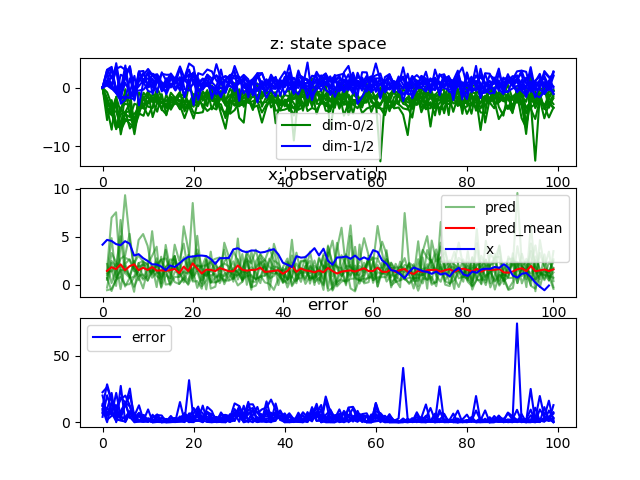 z: state space
0
−10
dim-0/2
dim-1/2
0 20 40 60 80 100
x: observation
10
5
0
pred
pred_mean
x
0 20 40 60 80 100
error
50
0
error
0 20 40 60 80 100